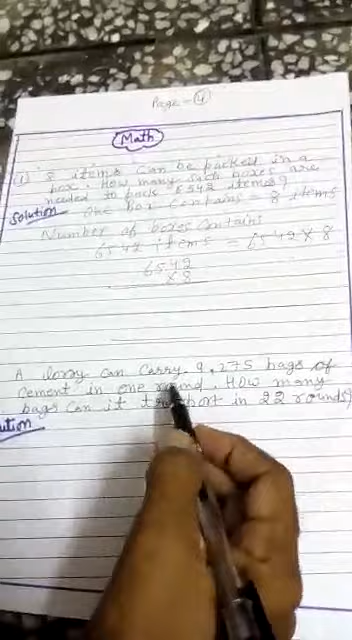 Page - 4
Math
1) 8 items can be packed in a
box. How many such boxes are
needed to pack 6542 items?
Solution - One box contains = 8 items
Number of boxes contains
6542 items = 6542 × 8
6542
× 8
A lorry can carry 9,275 bags of
cement in one round. How many
bags can it transport in 22 rounds?
ution